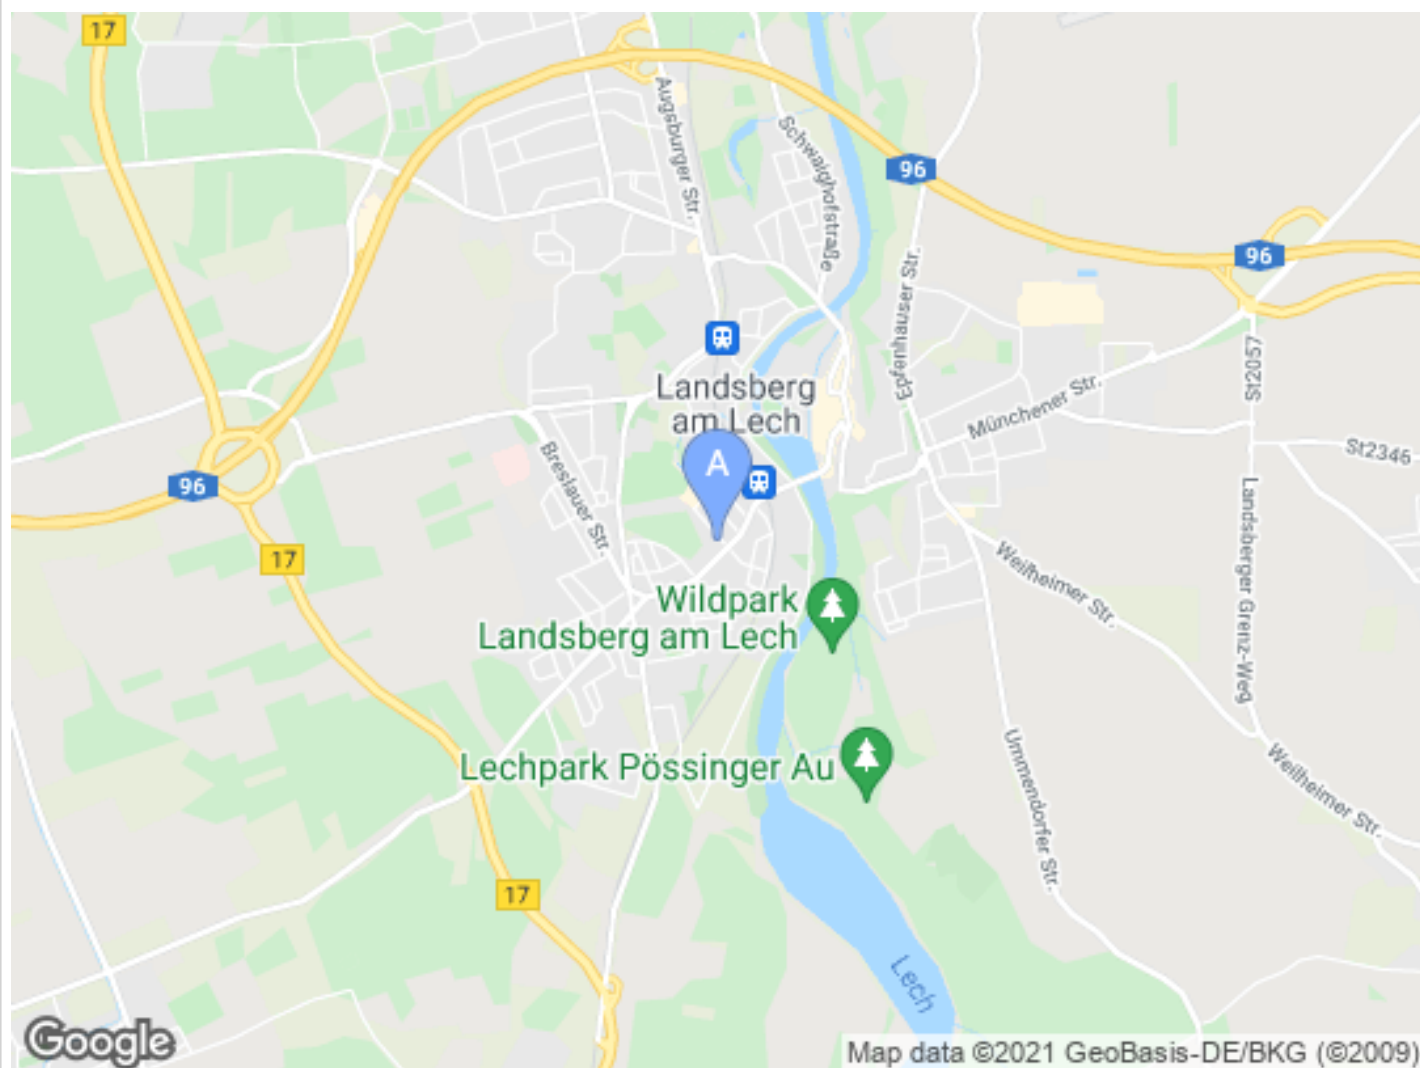 17
Augsburger Str.
Schwaighofstraße
96
96
Epfenhauser Str.
St2057
Landsberg
am Lech
Münchener Str.
Breslauer Str.
A
St2346
96
17
Landsberger Grenz-Weg
Weilheimer Str.
Wildpark
Landsberg am Lech
Ummendorfer Str.
Weilheimer Str.
Lechpark Pössinger Au
17
Lech
Google
Map data ©2021 GeoBasis-DE/BKG (©2009)